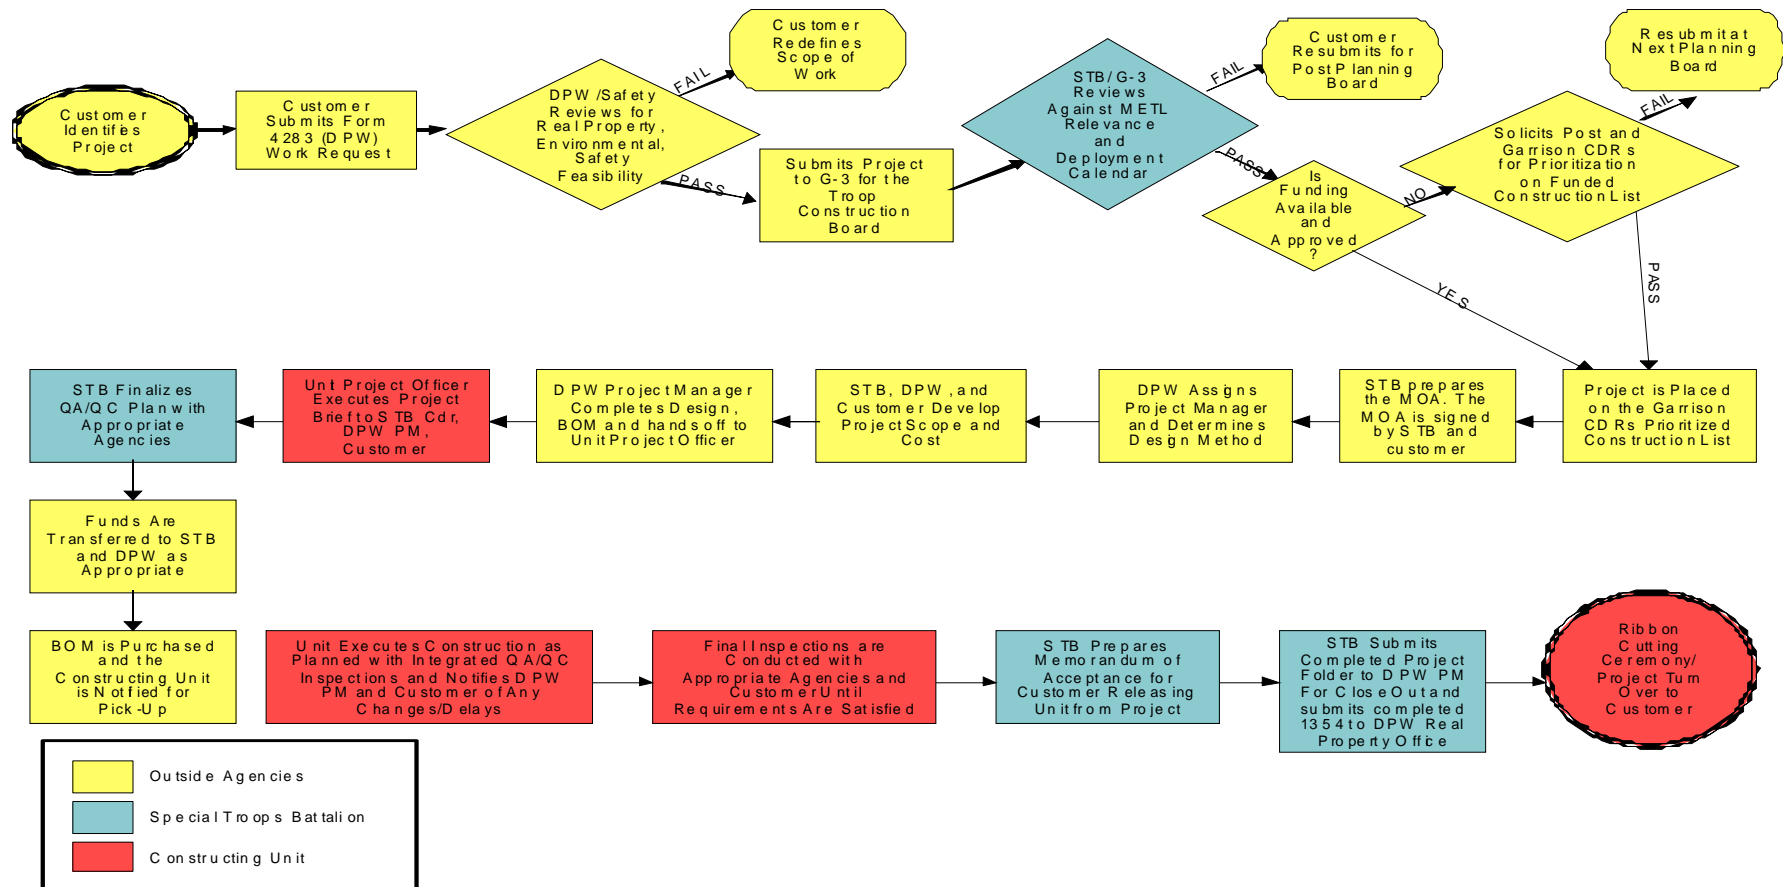 Customer
Identifies
Project
Customer
Submits Form
4283 (DPW)
Work Request
DPW/Safety
Reviews for
Real Property,
Environmental,
Safety
Feasibility
FAIL
Customer
Redefines
Scope of
Work
PASS
Submits Project
to G-3 for the
Troop
Construction
Board
STB/G-3
Reviews
Against METL
Relevance
and
Deployment
Calendar
FAIL
Customer
Resubmits for
Post Planning
Board
PASS
Is
Funding
Available
and
Approved
?
NO
Solicits Post and
Garrison CDRs
for Prioritization
on Funded
Construction List
FAIL
Resubmit at
Next Planning
Board
YES
PASS
Project is Placed
on the Garrison
CDRs Prioritized
Construction List
STB prepares
the MOA. The
MOA is signed
by STB and
customer
DPW Assigns
Project Manager
and Determines
Design Method
STB, DPW, and
Customer Develop
Project Scope and
Cost
DPW Project Manager
Completes Design,
BOM and hands off to
Unit Project Officer
Unit Project Officer
Executes Project
Brief to STB Cdr,
DPW PM,
Customer
STB Finalizes
QA/QC Plan with
Appropriate
Agencies
Funds Are
Transferred to STB
and DPW as
Appropriate
BOM is Purchased
and the
Constructing Unit
is Notified for
Pick-Up
Unit Executes Construction as
Planned with Integrated QA/QC
Inspections and Notifies DPW
PM and Customer of Any
Changes/Delays
Final Inspections are
Conducted with
Appropriate Agencies and
Customer Until
Requirements Are Satisfied
STB Prepares
Memorandum of
Acceptance for
Customer Releasing
Unit from Project
STB Submits
Completed Project
Folder to DPW PM
For Close Out and
submits completed
1354 to DPW Real
Property Office
Ribbon
Cutting
Ceremony/
Project Turn
Over to
Customer
Outside Agencies
Special Troops Battalion
Constructing Unit